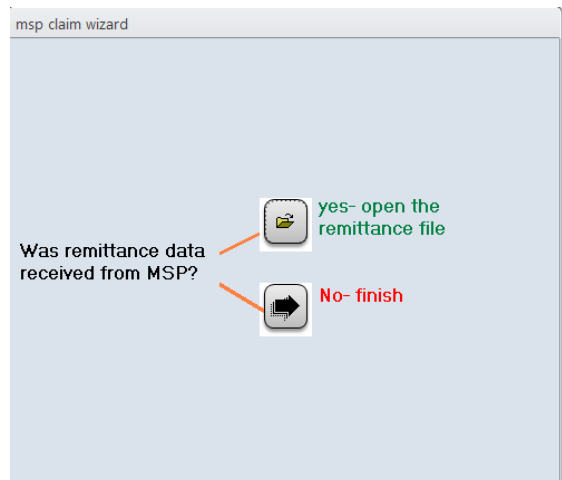 msp claim wizard
yes- open the
remittance file
Was remittance data
received from MSP?
No- finish